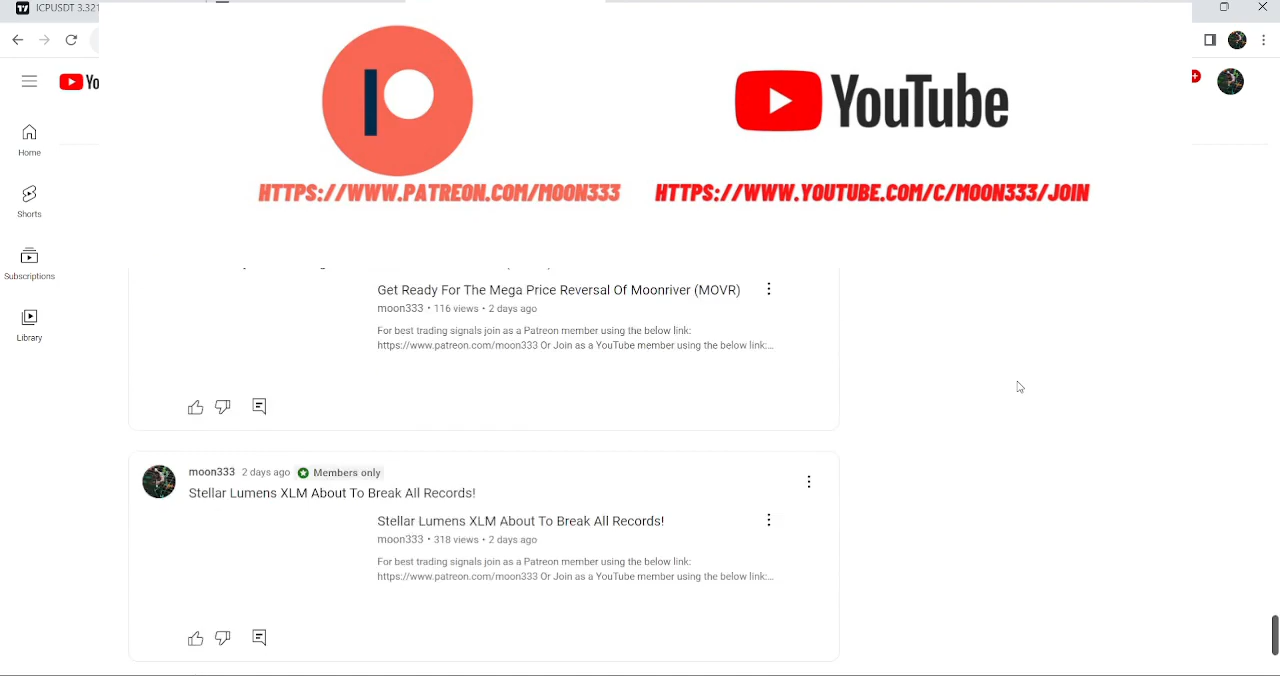 ICPUSDT 3.321
HTTPS://WWW.PATREON.COM/MOON333
YouTube
HTTPS://WWW.YOUTUBE.COM/C/MOON333/JOIN
Yo
Home
Shorts
Subscriptions
Library
Get Ready For The Mega Price Reversal Of Moonriver (MOVR)
moon333 • 116 views • 2 days ago
For best trading signals join as a Patreon member using the below link:
https://www.patreon.com/moon333 Or Join as a YouTube member using the below link:...
moon333 2 days ago Members only
Stellar Lumens XLM About To Break All Records!
Stellar Lumens XLM About To Break All Records!
moon333 • 318 views • 2 days ago
For best trading signals join as a Patreon member using the below link:
https://www.patreon.com/moon333 Or Join as a YouTube member using the below link:...